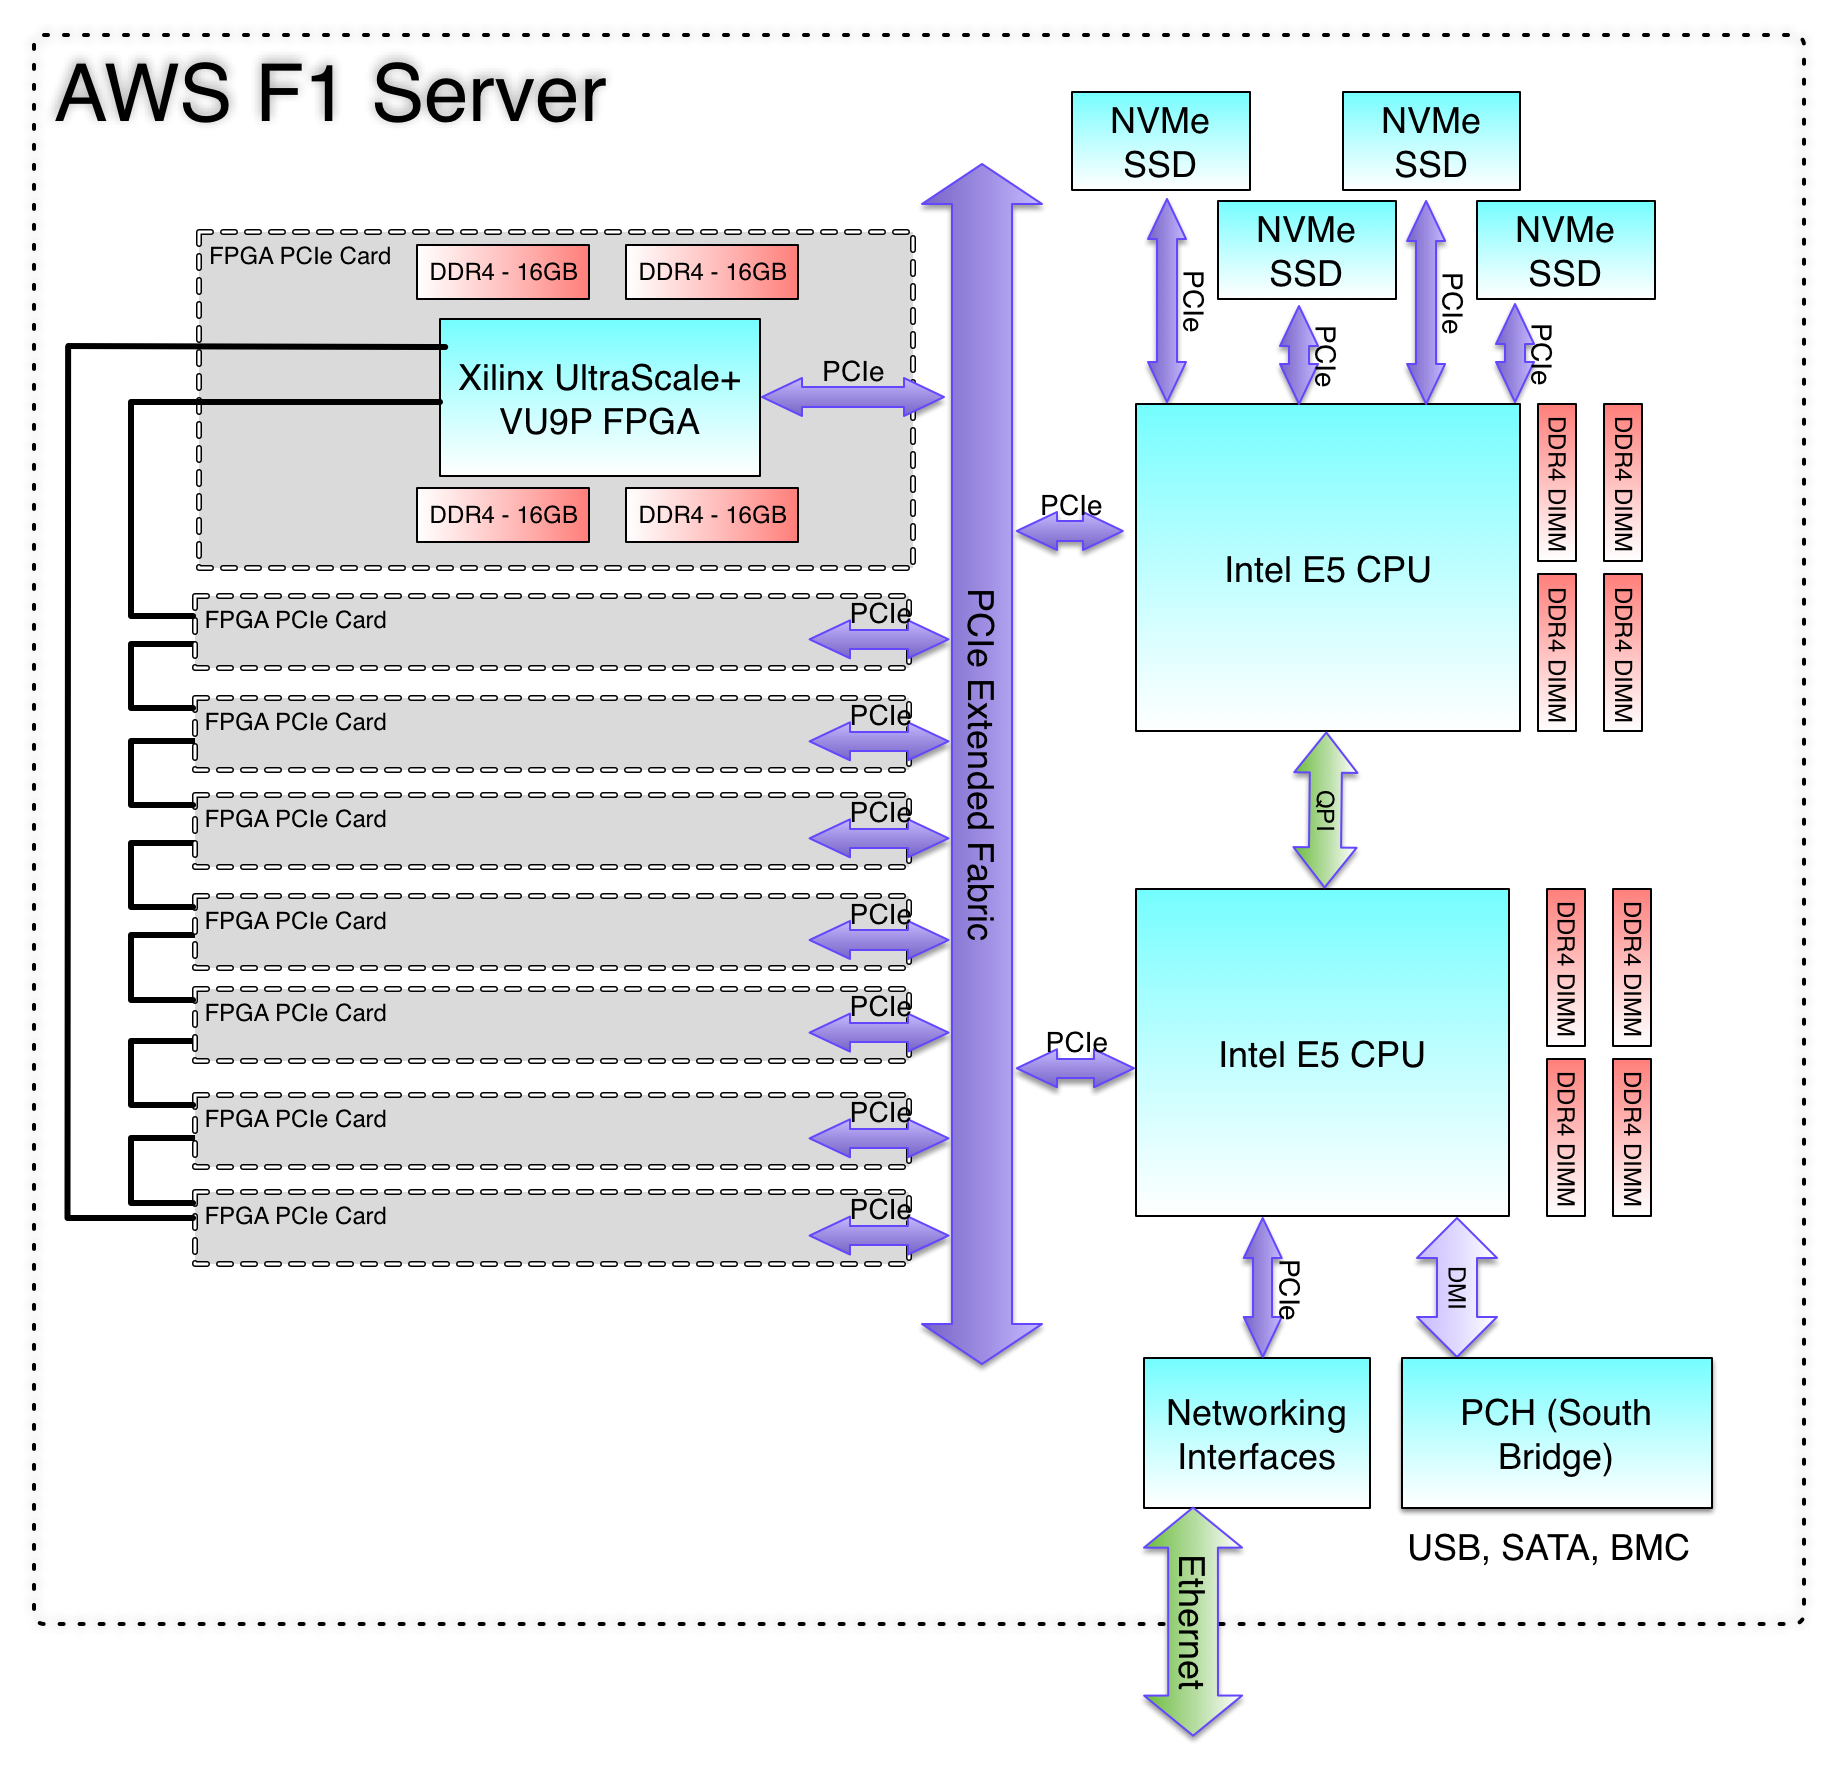 AWS F1 Server
FPGA PCIe Card
DDR4 - 16GB
DDR4 - 16GB
Xilinx UltraScale+
VU9P FPGA
PCIe
DDR4 - 16GB
DDR4 - 16GB
FPGA PCIe Card
PCIe
FPGA PCIe Card
PCIe
FPGA PCIe Card
PCIe
FPGA PCIe Card
PCIe
FPGA PCIe Card
PCIe
FPGA PCIe Card
PCIe
FPGA PCIe Card
PCIe
PCIe Extended Fabric
NVMe
SSD
NVMe
SSD
NVMe
SSD
NVMe
SSD
PCIe
PCIe
PCIe
PCIe
PCIe
Intel E5 CPU
DDR4 DIMM
DDR4 DIMM
DDR4 DIMM
DDR4 DIMM
QPI
PCIe
Intel E5 CPU
DDR4 DIMM
DDR4 DIMM
DDR4 DIMM
DDR4 DIMM
PCIe
DMI
Networking
Interfaces
PCH (South
Bridge)
USB, SATA, BMC
Ethernet